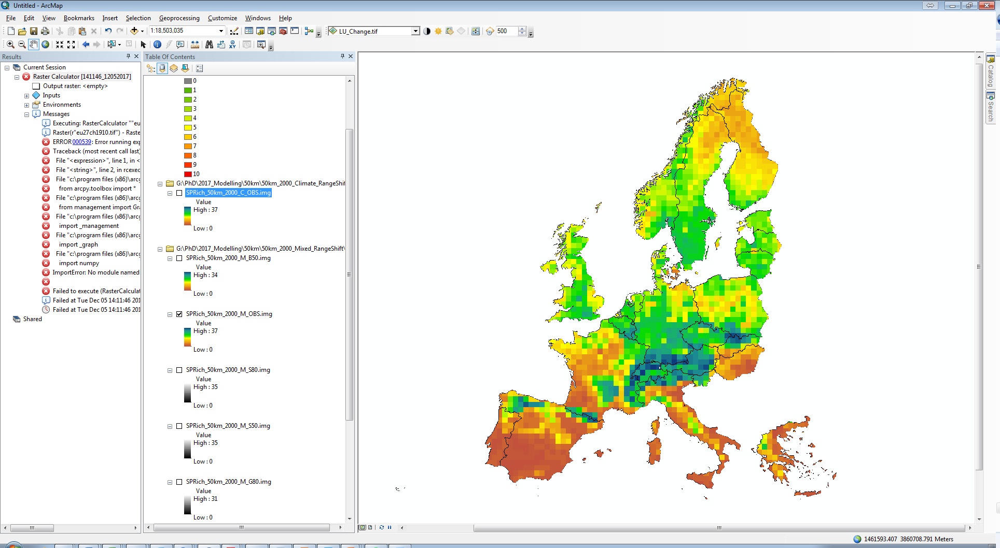 Untitled - ArcMap
File Edit View Bookmarks Insert Selection Geoprocessing Customize Windows Help
1:18,503,035
LU_Change.tif
500
Results
Current Session
Raster Calculator [141146_12052017]
Output raster: <empty>
Inputs
Environments
Messages
Executing: RasterCalculator ""eu
Raster(r"eu27ch1910.tif") - Raste
ERROR 000539: Error running exp
Traceback (most recent call last)
File "<expression>", line 1, in <
File "<string>", line 2, in rcexec
File "c:\program files (x86)\arcg
from arcpy.toolbox import *
File "c:\program files (x86)\arcg
from management import Gra
File "c:\program files (x86)\arcg
import _management
File "c:\program files (x86)\arcg
import _graph
File "c:\program files (x86)\arcg
import numpy
ImportError: No module named
Failed to execute (RasterCalculat
Failed at Tue Dec 05 14:11:46 201
Failed at Tue Dec 05 14:11:46 201
Shared
Table Of Contents
0
1
2
3
4
5
6
7
8
9
10
G:\PhD\2017_Modelling\50km\50km_2000_Climate_RangeShif
SPRich_50km_2000_C_OBS.img
Value
High : 37
Low : 0
G:\PhD\2017_Modelling\50km\50km_2000_Mixed_RangeShift\
SPRich_50km_2000_M_B50.img
Value
High : 34
Low : 0
SPRich_50km_2000_M_OBS.img
Value
High : 37
Low : 0
SPRich_50km_2000_M_S80.img
Value
High : 35
Low : 0
SPRich_50km_2000_M_S50.img
Value
High : 35
Low : 0
SPRich_50km_2000_M_G80.img
Value
High : 31
Low : 0
Catalog
Search
1461593.407 3860708.791 Meters